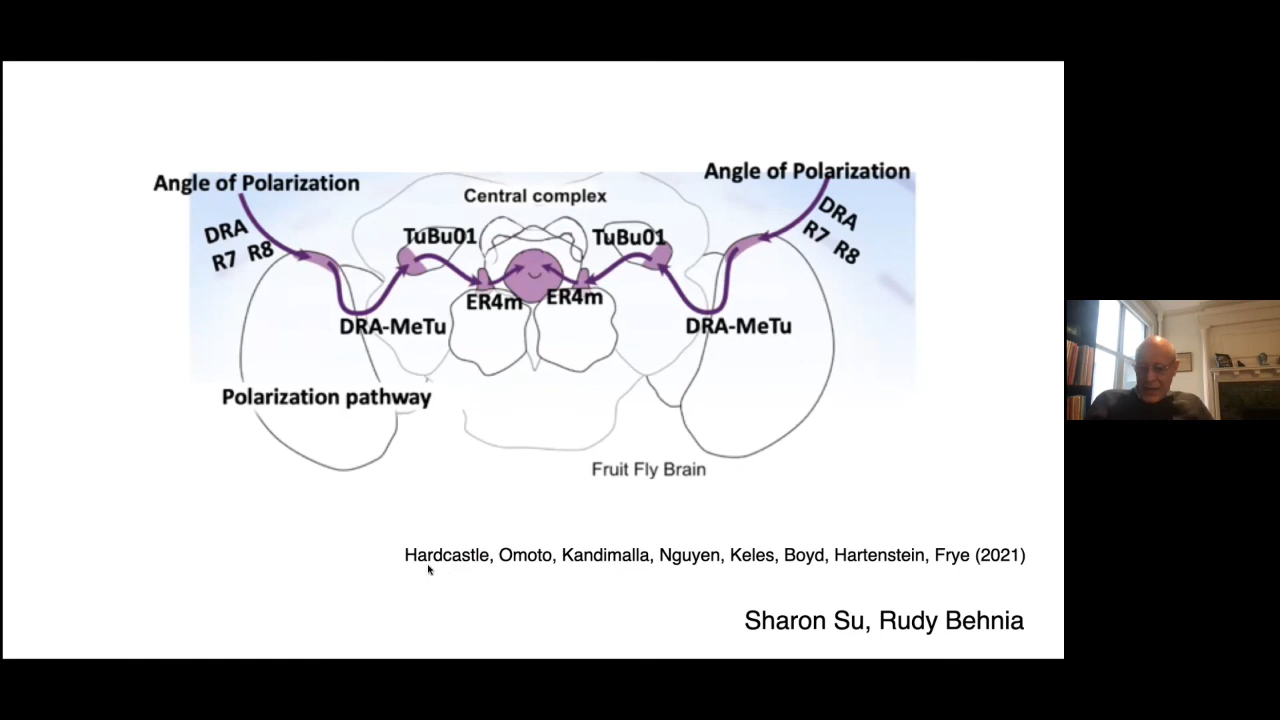 Angle of Polarization
Angle of Polarization
Central complex
DRA
R7 R8
DRA
R7 R8
TuBu01
TuBu01
ER4m
ER4m
DRA-MeTu
DRA-MeTu
Polarization pathway
Fruit Fly Brain
Hardcastle, Omoto, Kandimalla, Nguyen, Keles, Boyd, Hartenstein, Frye (2021)
Sharon Su, Rudy Behnia